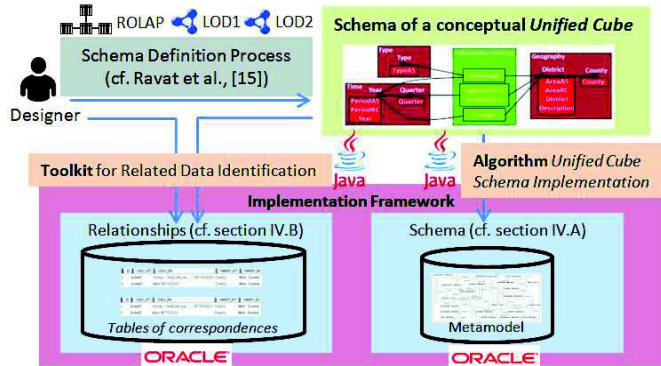 ROLAP LOD1 LOD2
Schema Definition Process
(cf. Ravat et al., [15])
Designer
Schema of a conceptual Unified Cube
Type
Type
TypeAS
Geography
District
County
AreaAS
AreaRC
District
Description
County
Time
Year
Quarter
PeriodAS
PeriodRC
Year
Quarter
Java
Java
Toolkit for Related Data Identification
Algorithm Unified Cube
Schema Implementation
Implementation Framework
Relationships (cf. section IV.B)
Tables of correspondences
ORACLE
Schema (cf. section IV.A)
Metamodel
ORACLE